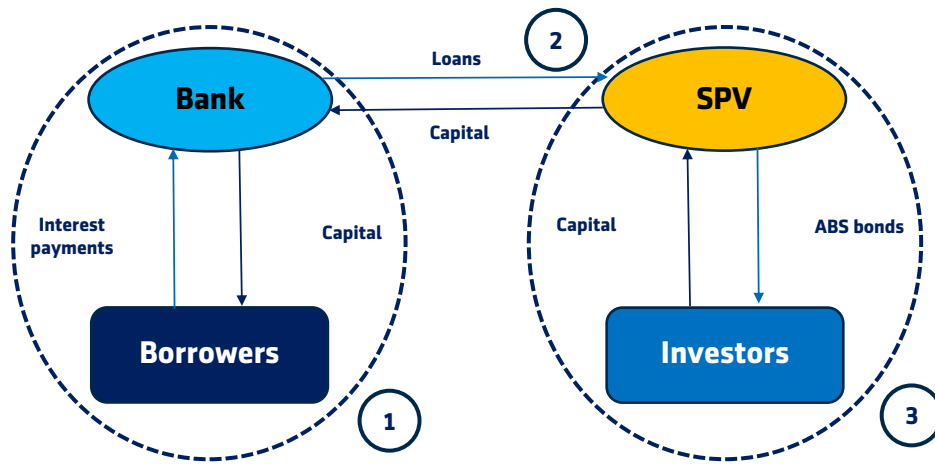 2
Loans
Bank
SPV
Capital
Interest
payments
Capital
Capital
ABS bonds
Borrowers
Investors
1
3